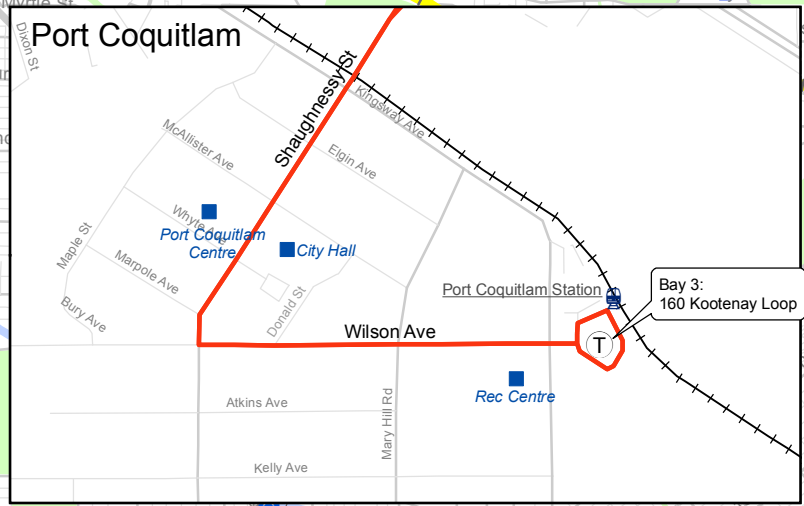 Myrtle St
Port Coquitlam
Dixon St
Shaughnessy St
Kingsway Ave
McAllister Ave
Elgin Ave
Whyte Ave
Port Coquitlam
Centre
City Hall
Maple St
Marpole Ave
Port Coquitlam Station
Bay 3:
160 Kootenay Loop
Donald St
Bury Ave
Wilson Ave
T
Rec Centre
Atkins Ave
Mary Hill Rd
Kelly Ave